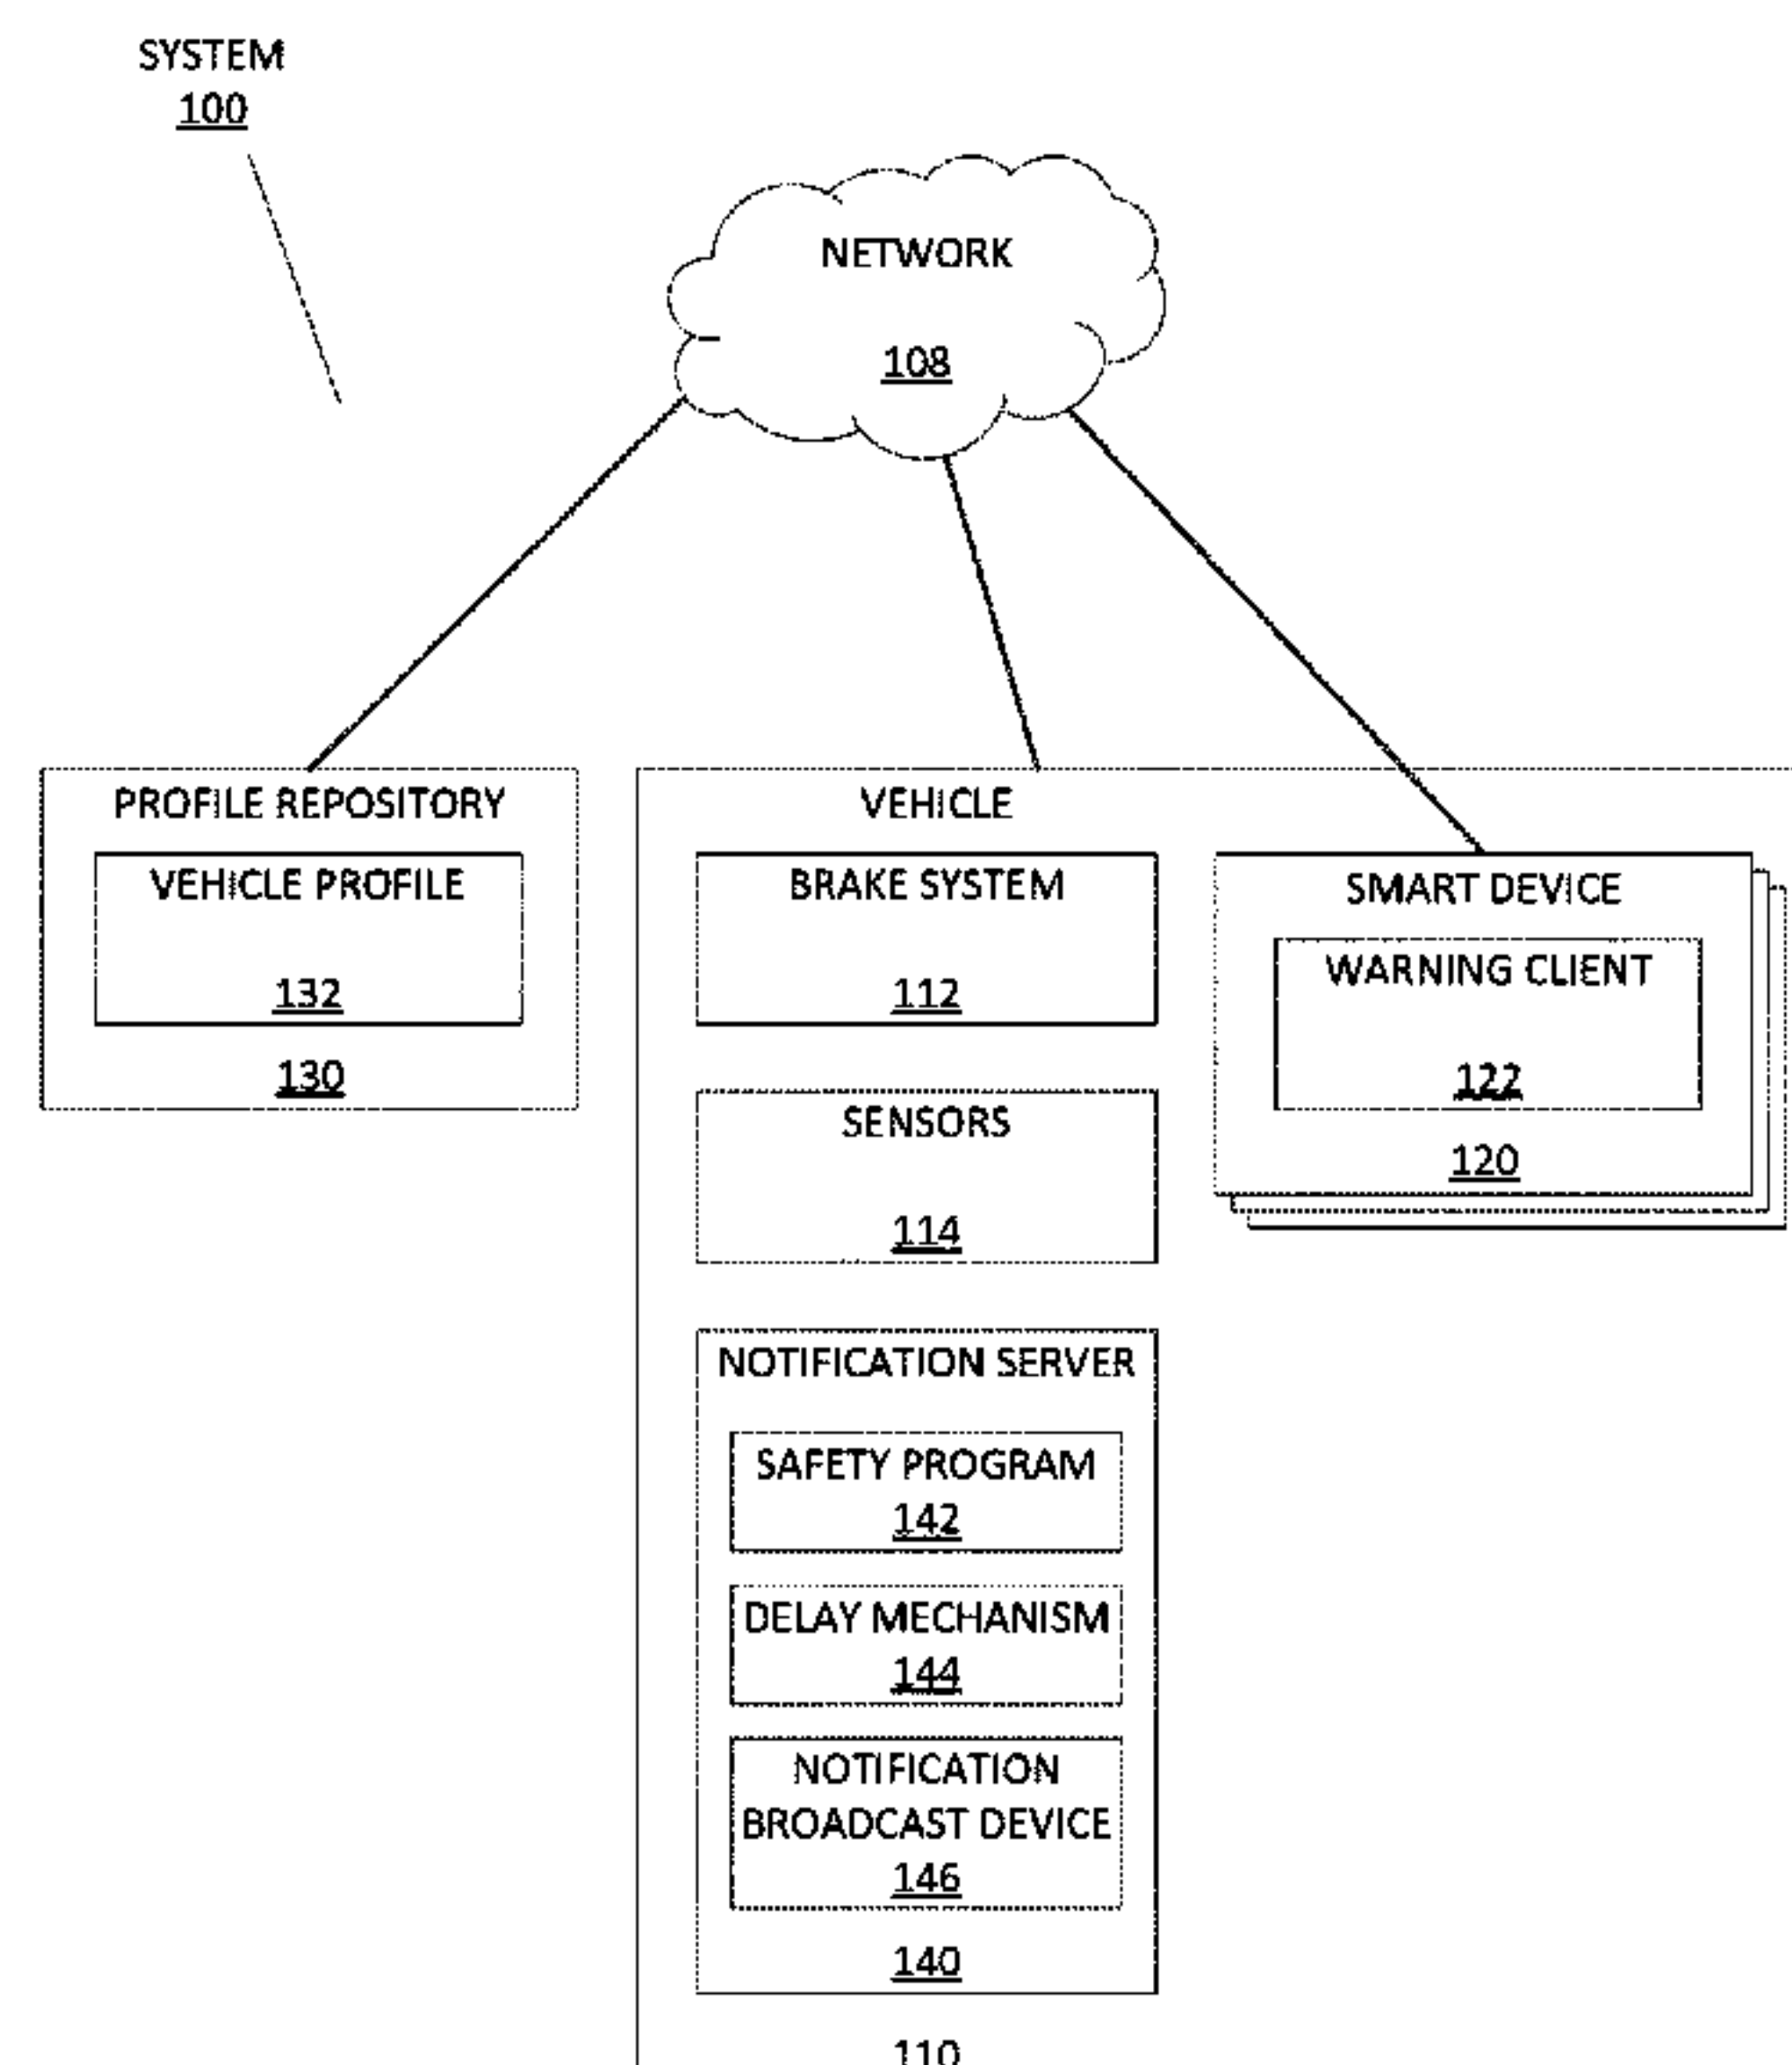 SYSTEM
100
NETWORK
108
PROFILE REPOSITORY
VEHICLE PROFILE
132
130
VEHICLE
BRAKE SYSTEM
112
SENSORS
114
SMART DEVICE
WARNING CLIENT
122
120
NOTIFICATION SERVER
SAFETY PROGRAM
142
DELAY MECHANISM
144
NOTIFICATION
BROADCAST DEVICE
146
140
110